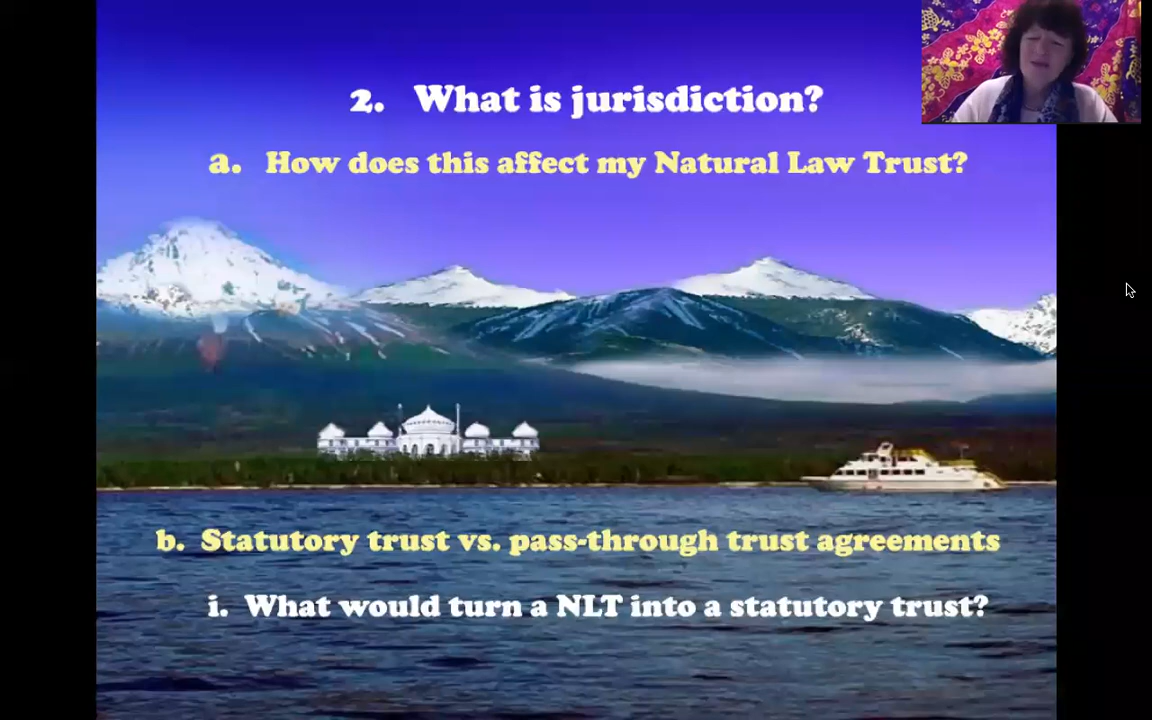 2. What is jurisdiction?
a. How does this affect my Natural Law Trust?
b. Statutory trust vs. pass-through trust agreements
i. What would turn a NLT into a statutory trust?